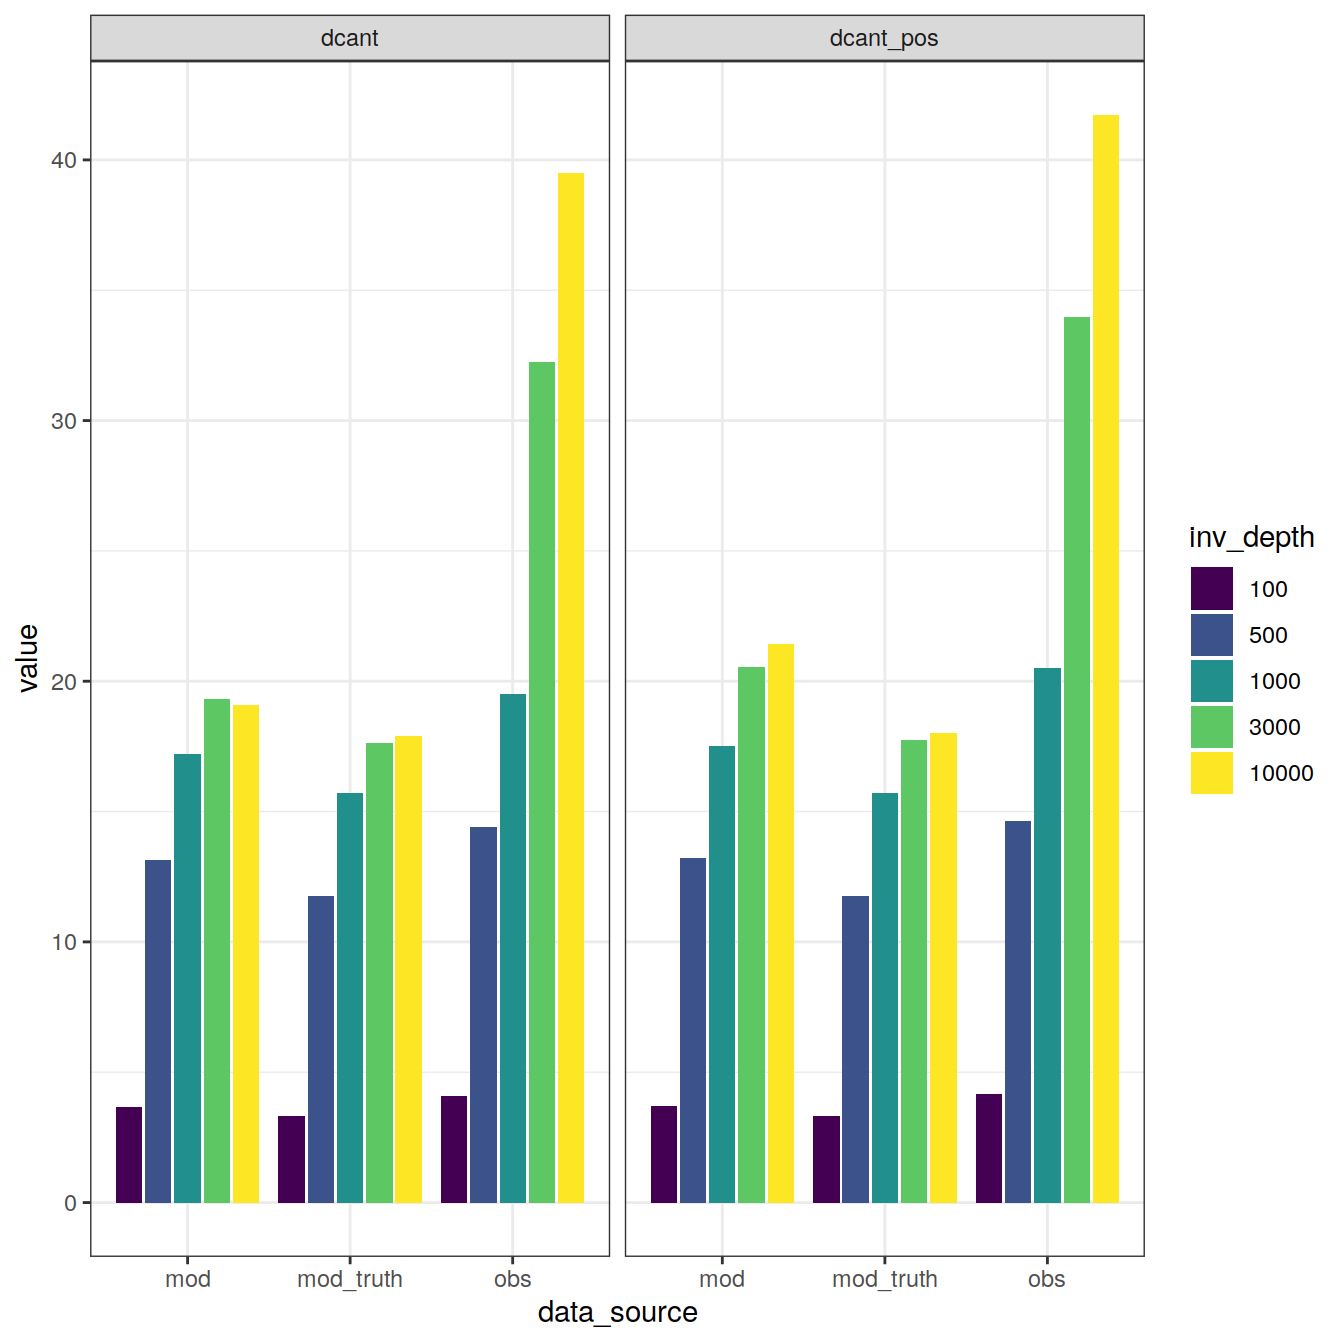 dcant
dcant_pos
40
30
20
10
0
value
mod
mod_truth
obs
mod
mod_truth
obs
data_source
inv_depth
100
500
1000
3000
10000